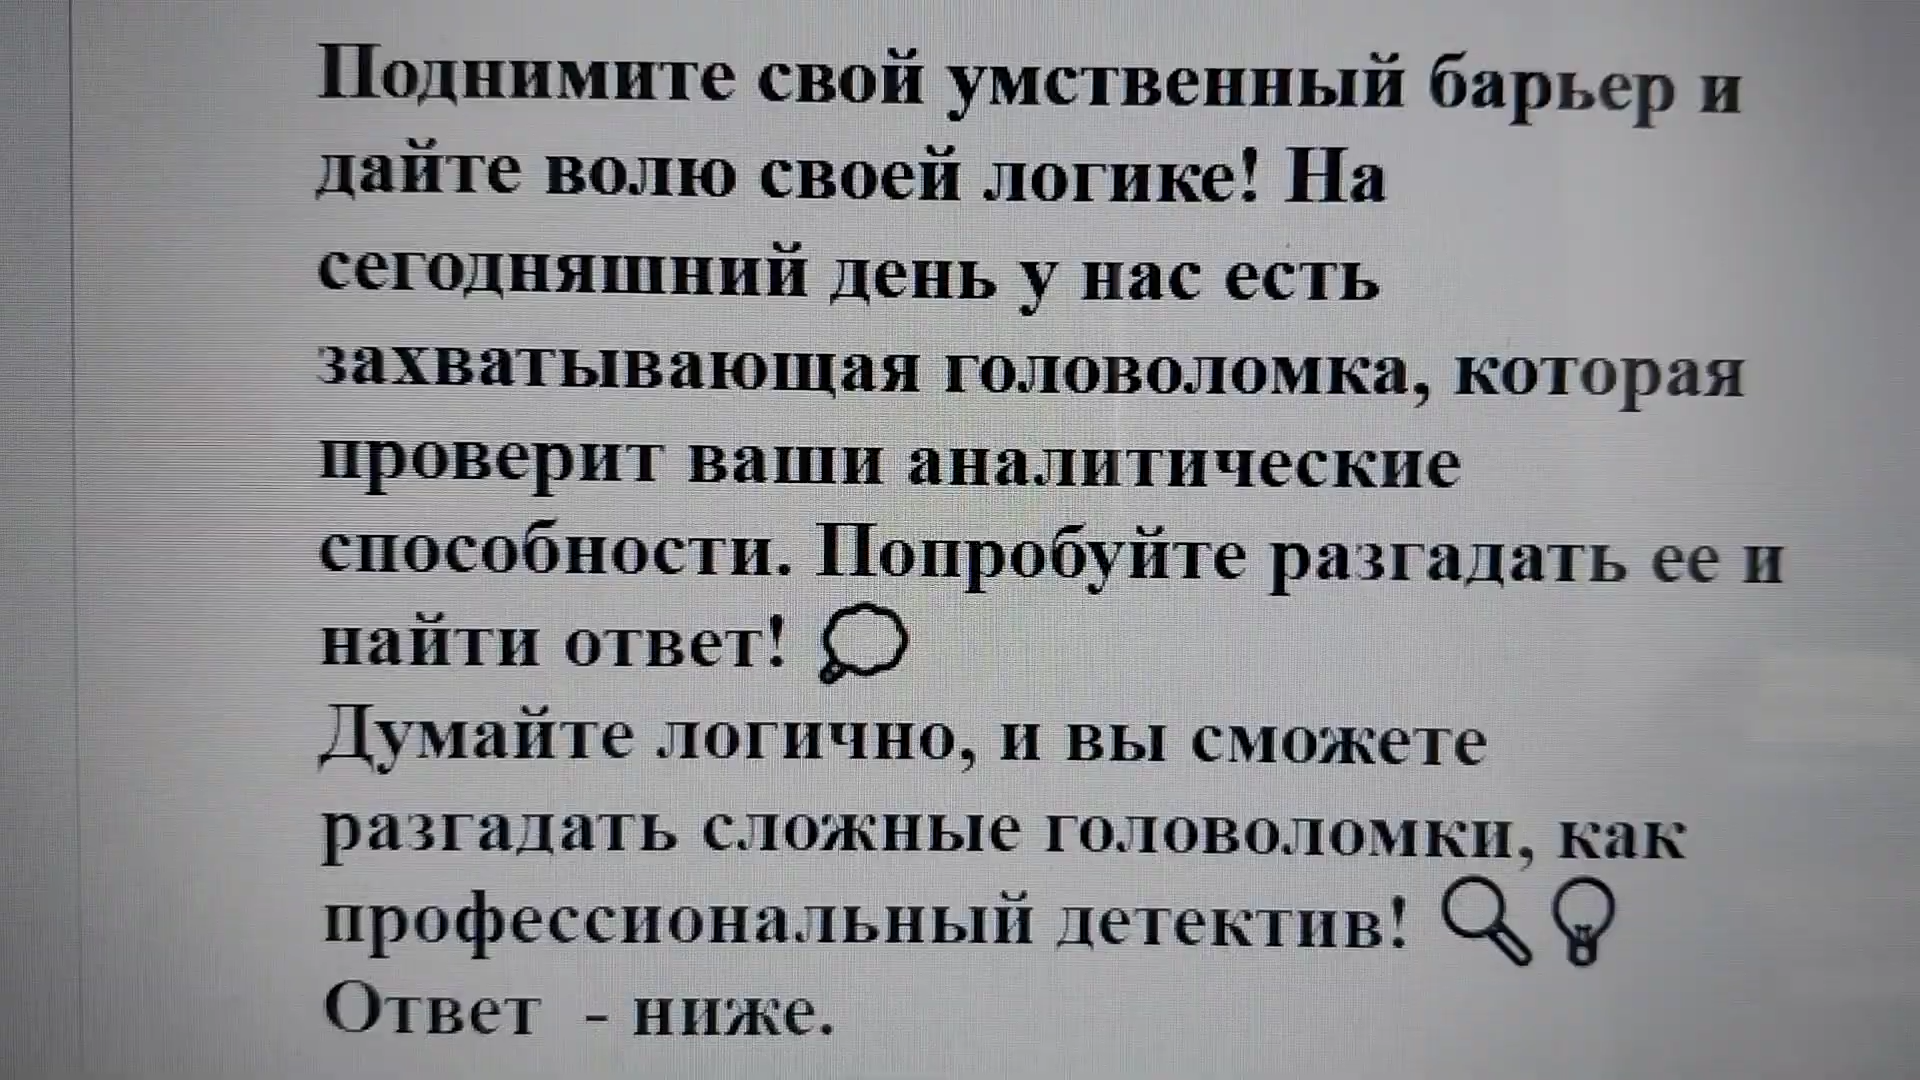 Поднимите свой умственный барьер и
дайте волю своей логике! На
сегодняшний день у нас есть
захватывающая головоломка, которая
проверит ваши аналитические
способности. Попробуйте разгадать ее и
найти ответ!
Думайте логично, и вы сможете
разгадать сложные головоломки, как
профессиональный детектив!
Ответ - ниже.